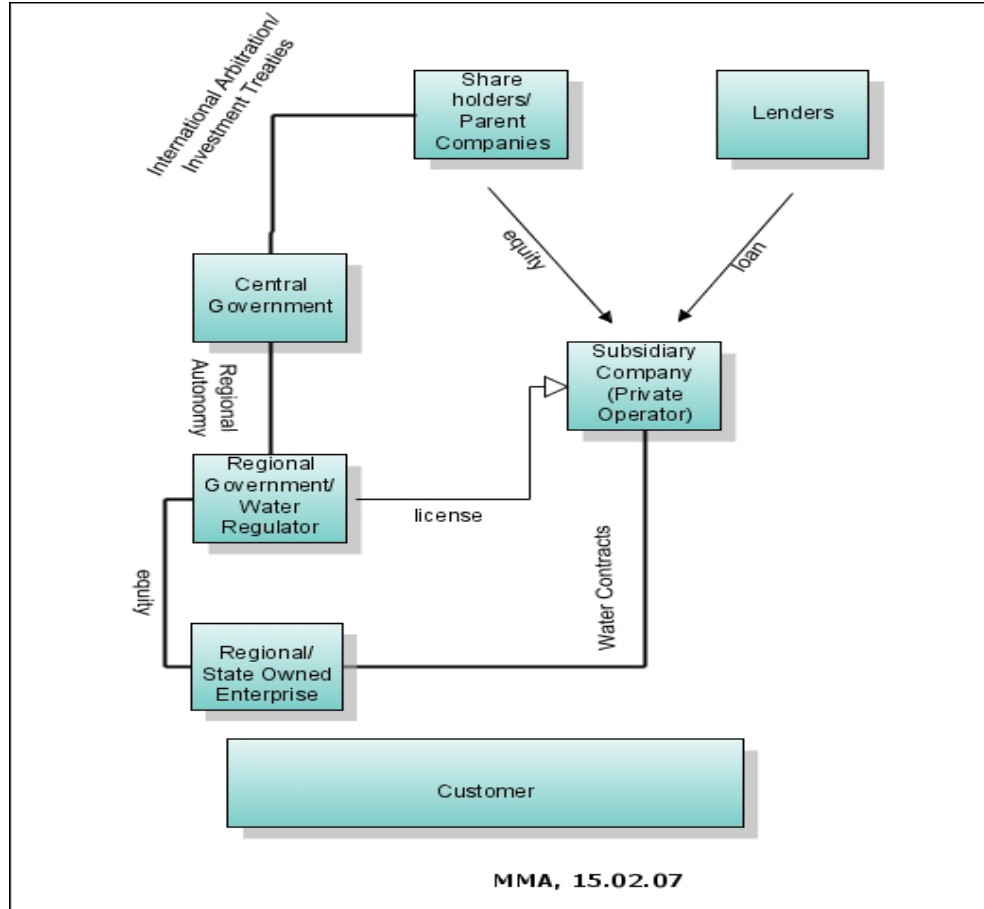 International Arbitration/
Investment Treaties
Share
holders/
Parent
Companies
Lenders
equity
loan
Central
Government
Regional
Autonomy
Subsidiary
Company
(Private
Operator)
Regional
Government/
Water
Regulator
license
equity
Water Contracts
Regional/
State Owned
Enterprise
Customer
MMA, 15.02.07